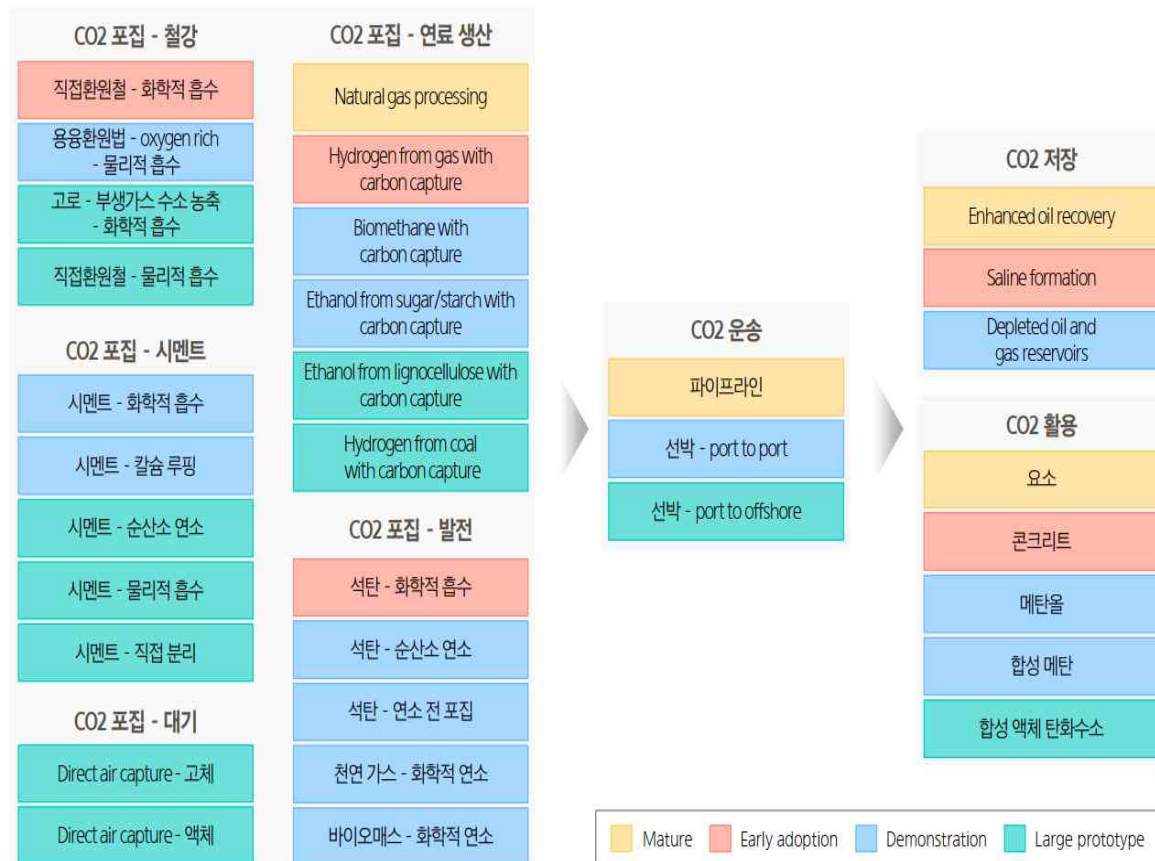 CO2 포집 - 철강
직접환원철 - 화학적 흡수
용융환원법 - oxygen rich
- 물리적 흡수
고로 - 부생가스 수소 농축
- 화학적 흡수
직접환원철 - 물리적 흡수
CO2 포집 - 시멘트
시멘트 - 화학적 흡수
시멘트 - 칼슘 루핑
시멘트 - 순산소 연소
시멘트 - 물리적 흡수
시멘트 - 직접 분리
CO2 포집 - 대기
Direct air capture - 고체
Direct air capture - 액체
CO2 포집 - 연료 생산
Natural gas processing
Hydrogen from gas with
carbon capture
Biomethane with
carbon capture
Ethanol from sugar/starch with
carbon capture
Ethanol from lignocellulose with
carbon capture
Hydrogen from coal
with carbon capture
CO2 포집 - 발전
석탄 - 화학적 흡수
석탄 - 순산소 연소
석탄 - 연소 전 포집
천연 가스 - 화학적 연소
바이오매스 - 화학적 연소
CO2 운송
파이프라인
선박 - port to port
선박 - port to offshore
CO2 저장
Enhanced oil recovery
Saline formation
Depleted oil and
gas reservoirs
CO2 활용
요소
콘크리트
메탄올
합성 메탄
합성 액체 탄화수소
Mature
Early adoption
Demonstration
Large prototype